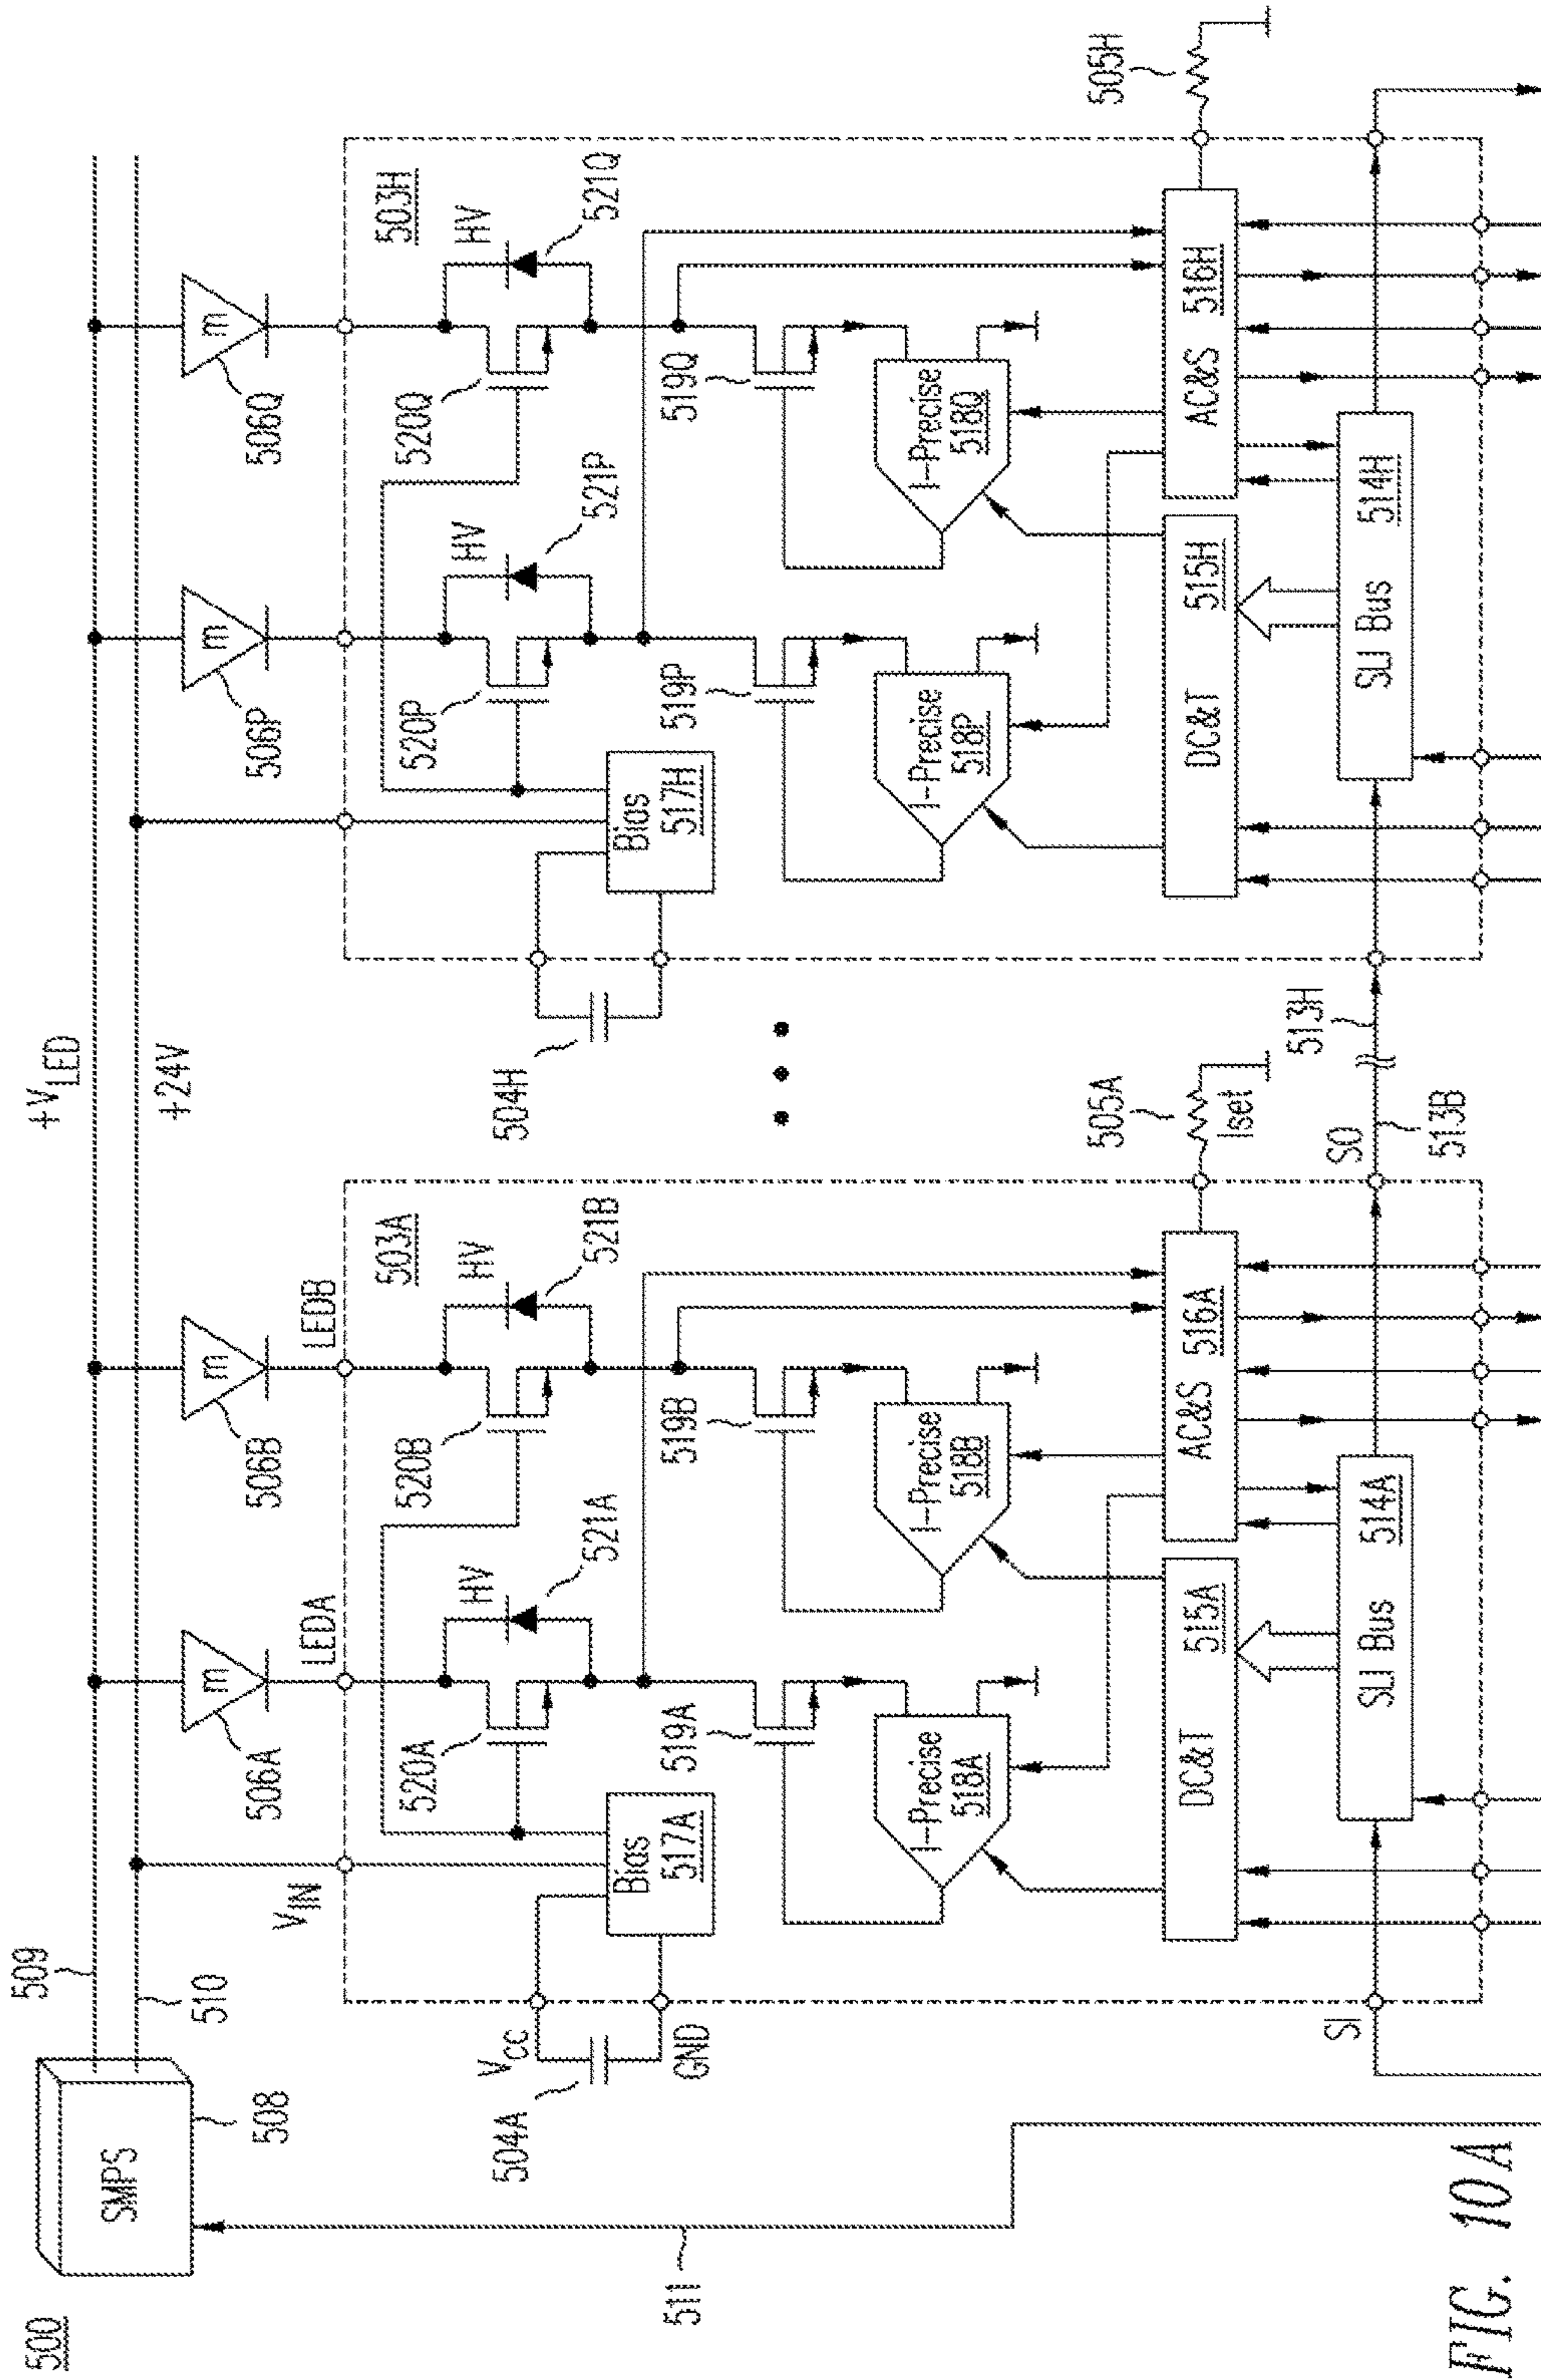 500
SMPS
508
509
510
511
+V_LED
+24V
506A
506B
506P
506Q
V_IN
LEDA
LEDB
503A
503H
HV
521A
HV
521B
HV
521P
HV
521Q
520A
520B
520P
520Q
V_CC
504A
GND
Bias
517A
504H
Bias
517H
519A
519B
519P
519Q
I-Precise
518A
I-Precise
518B
I-Precise
518P
I-Precise
518Q
DC&T
515A
AC&S
516A
505A
Iset
DC&T
515H
AC&S
516H
505H
SI
SLI Bus
514A
SO
513B
513H
SLI Bus
514H
FIG. 10A